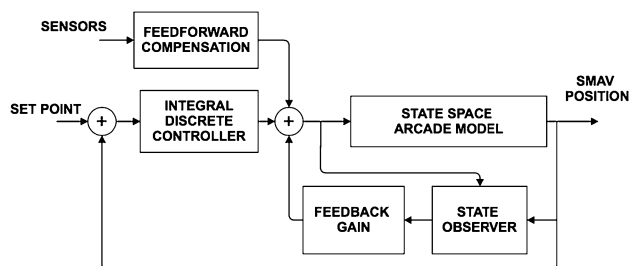 SENSORS
FEEDFORWARD
COMPENSATION
SET POINT
+
INTEGRAL
DISCRETE
CONTROLLER
+
STATE SPACE
ARCADE MODEL
SMAV
POSITION
FEEDBACK
GAIN
STATE
OBSERVER